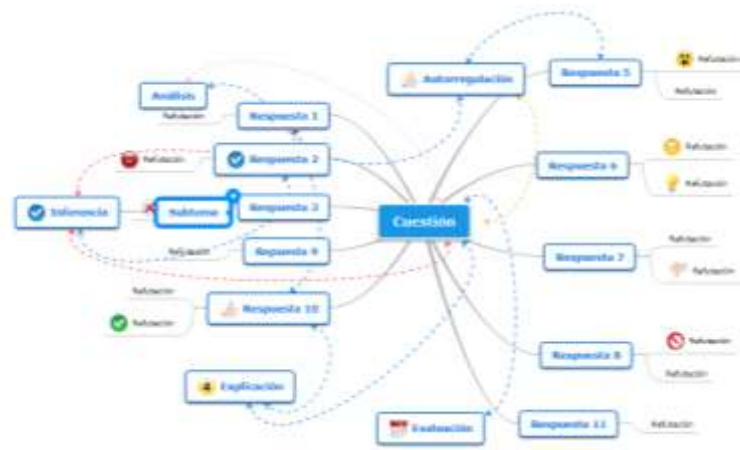 Autorregulación
Respuesta 5
Refutación
Refutación
Análisis
Respuesta 1
Refutación
Respuesta 2
Refutación
Respuesta 6
Refutación
Refutación
Inferencia
Subtema
Respuesta 3
Cuestión
Repuesta 9
Refutación
Respuesta 7
Refutación
Refutación
Refutación
Refutación
Respuesta 10
Respuesta 8
Refutación
Refutación
Explicación
Evaluación
Respuesta 11
Refutación